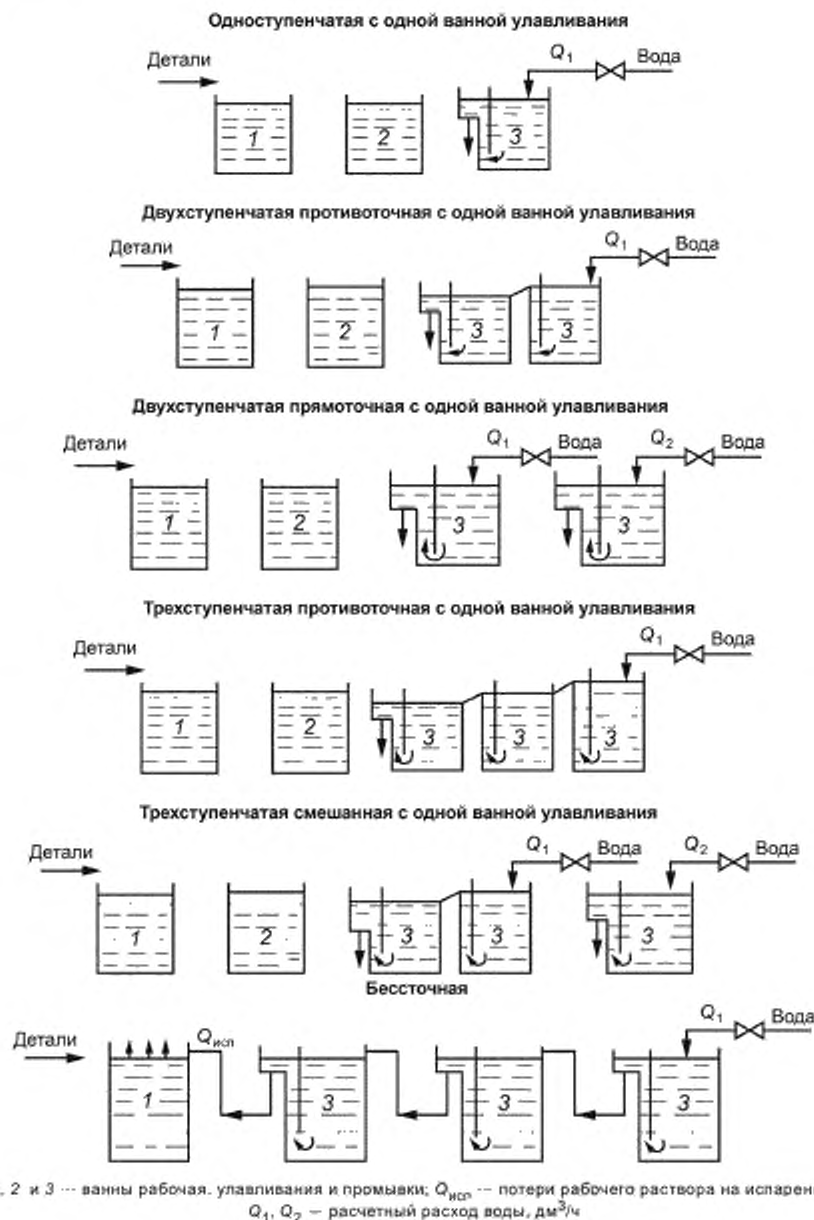 Одноступенчатая с одной ванной улавливания
Детали
Q1
Вода
1
2
3
Двухступенчатая противоточная с одной ванной улавливания
Детали
Q1
Вода
1
2
3
3
Двухступенчатая прямоточная с одной ванной улавливания
Детали
Q1
Вода
Q2
Вода
1
2
3
3
Трехступенчатая противоточная с одной ванной улавливания
Детали
Q1
Вода
1
2
3
3
3
Трехступенчатая смешанная с одной ванной улавливания
Детали
Q1
Вода
Q2
Вода
1
2
3
3
3
Бессточная
Детали
Qисп
Q1
Вода
1
3
3
3
, 2 и 3 --- ванны рабочая. улавливания и промывки; Qисп --- потери рабочего раствора на испарен
Q1, Q2 — расчетный расход воды, дм³/ч